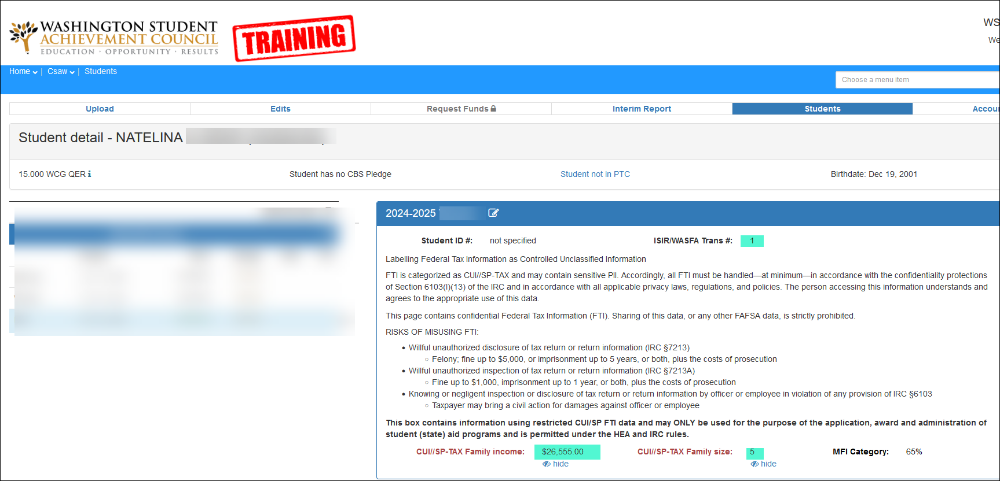 WASHINGTON STUDENT
ACHIEVEMENT COUNCIL
EDUCATION · OPPORTUNITY · RESULTS
TRAINING
WS
We
Home | Csaw | Students
Choose a menu item
Upload Edits Request Funds Interim Report Students Accou
Student detail - NATELINA
15.000 WCG QER Student has no CBS Pledge Student not in PTC Birthdate: Dec 19, 2001
2024-2025
Student ID #: not specified ISIR/WASFA Trans #: 1
Labelling Federal Tax Information as Controlled Unclassified Information
FTI is categorized as CUI//SP-TAX and may contain sensitive PII. Accordingly, all FTI must be handled—at minimum—in accordance with the confidentiality protections
of Section 6103(l)(13) of the IRC and in accordance with all applicable privacy laws, regulations, and policies. The person accessing this information understands and
agrees to the appropriate use of this data.
This page contains confidential Federal Tax Information (FTI). Sharing of this data, or any other FAFSA data, is strictly prohibited.
RISKS OF MISUSING FTI:
• Willful unauthorized disclosure of tax return or return information (IRC §7213)
○ Felony; fine up to $5,000, or imprisonment up to 5 years, or both, plus the costs of prosecution
• Willful unauthorized inspection of tax return or return information (IRC §7213A)
○ Fine up to $1,000, imprisonment up to 1 year, or both, plus the costs of prosecution
• Knowing or negligent inspection or disclosure of tax return or return information by officer or employee in violation of any provision of IRC §6103
○ Taxpayer may bring a civil action for damages against officer or employee
This box contains information using restricted CUI/SP FTI data and may ONLY be used for the purpose of the application, award and administration of
student (state) aid programs and is permitted under the HEA and IRC rules.
CUI//SP-TAX Family income: $26,555.00 CUI//SP-TAX Family size: 5 MFI Category: 65%
hide hide